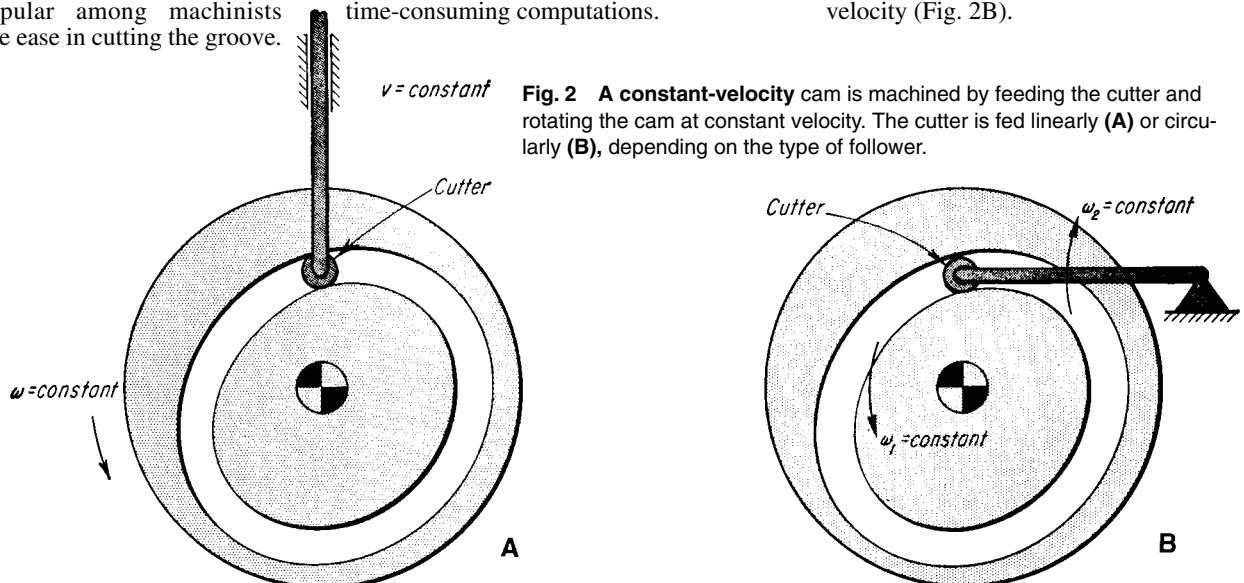 pular among machinists
e ease in cutting the groove.
time-consuming computations.
velocity (Fig. 2B).
v = constant
Fig. 2 A constant-velocity cam is machined by feeding the cutter and
rotating the cam at constant velocity. The cutter is fed linearly (A) or circu-
larly (B), depending on the type of follower.
Cutter
ω = constant
A
Cutter
ω₂ = constant
ω₁ = constant
B